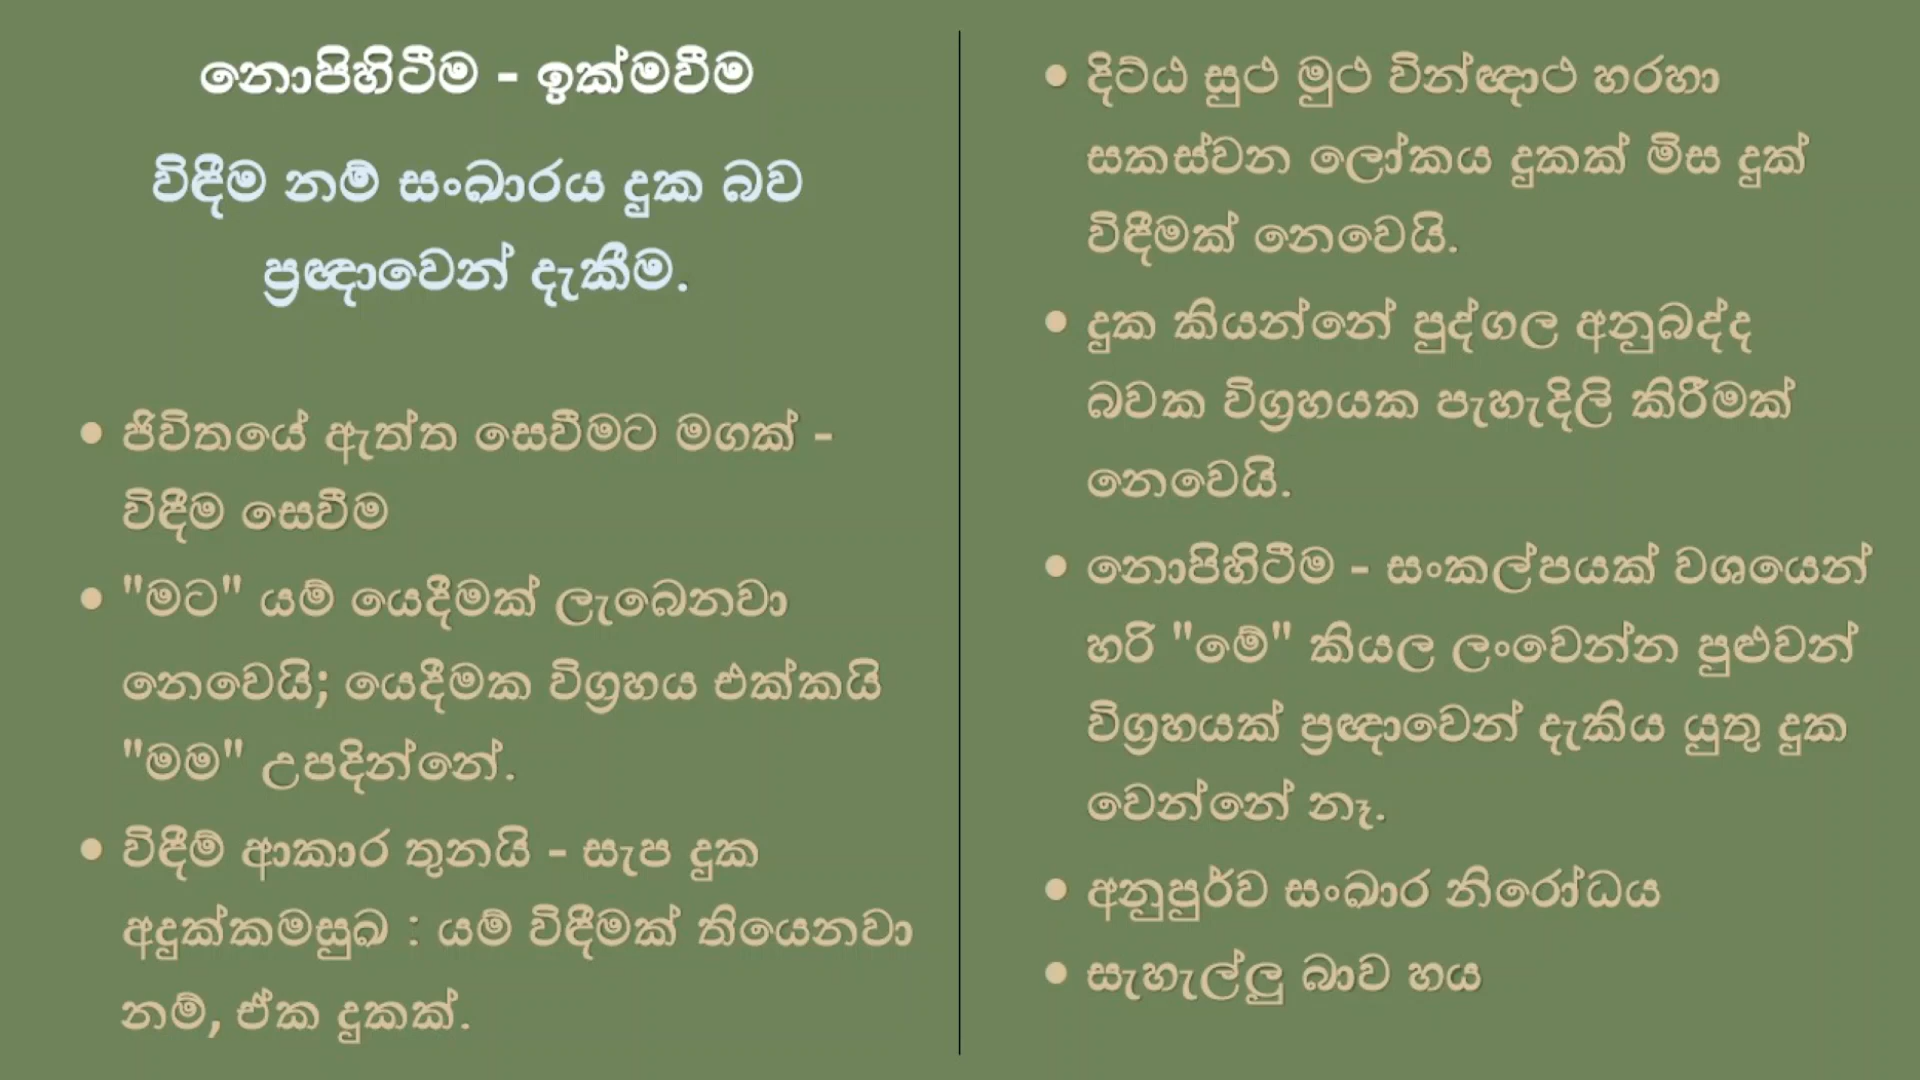 නොපිහිටීම - ඉක්මවීම
විඳීම නම් සංඛාරය දුක බව
ප්‍රඥාවෙන් දැකීම.
• ජිවිතයේ ඇත්ත සෙවීමට මගක් -
විඳීම සෙවීම
• "මට" යම් යෙදීමක් ලැබෙනවා
නෙවෙයි; යෙදීමක විග්‍රහය එක්කයි
"මම" උපදින්නේ.
• විඳීම් ආකාර තුනයි - සැප දුක
අදුක්කමසුඛ : යම් විඳීමක් තියෙනවා
නම්, ඒක දුකක්.
• දිට්ඨ සුථ මුථ වින්ඥාථ හරහා
සකස්වන ලෝකය දුකක් මිස දුක්
විඳීමක් නෙවෙයි.
• දුක කියන්නේ පුද්ගල අනුබද්ද
බවක විග්‍රහයක පැහැදිලි කිරීමක්
නෙවෙයි.
• නොපිහිටීම - සංකල්පයක් වශයෙන්
හරි "මේ" කියල ලංවෙන්න පුළුවන්
විග්‍රහයක් ප්‍රඥාවෙන් දැකිය යුතු දුක
වෙන්නේ නෑ.
• අනුපුර්ව සංඛාර නිරෝධය
• සැහැල්ලු බාව හය